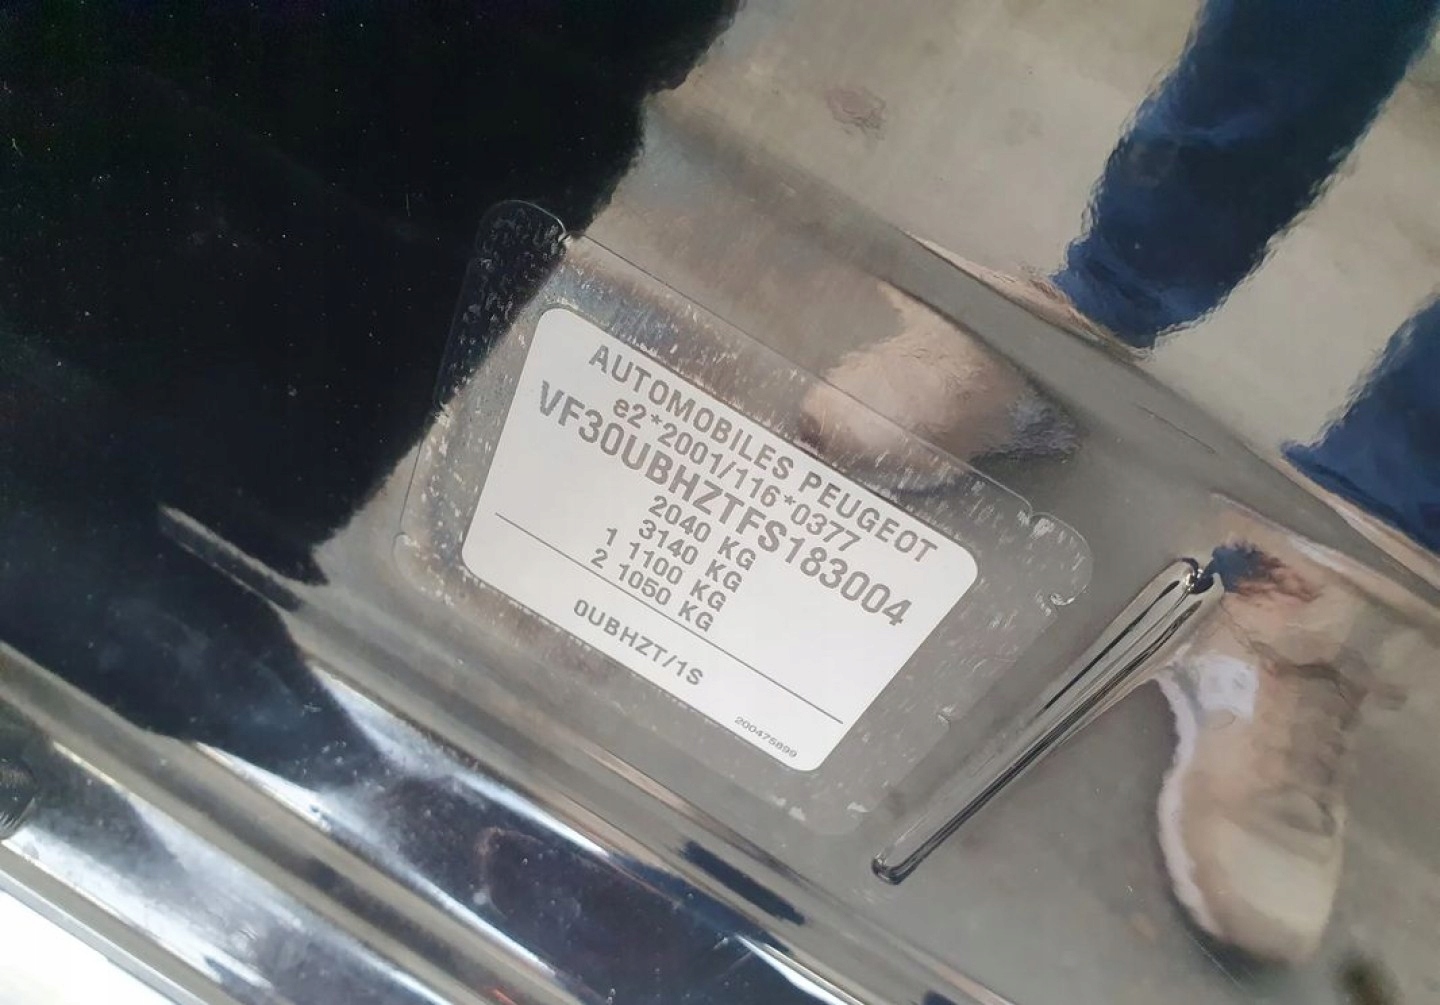 AUTOMOBILES PEUGEOT
e2*2001/116*0377
VF30UBHZTFS183004
2040 KG
3140 KG
1 1100 KG
2 1050 KG
0UBHZT/1S
200475899